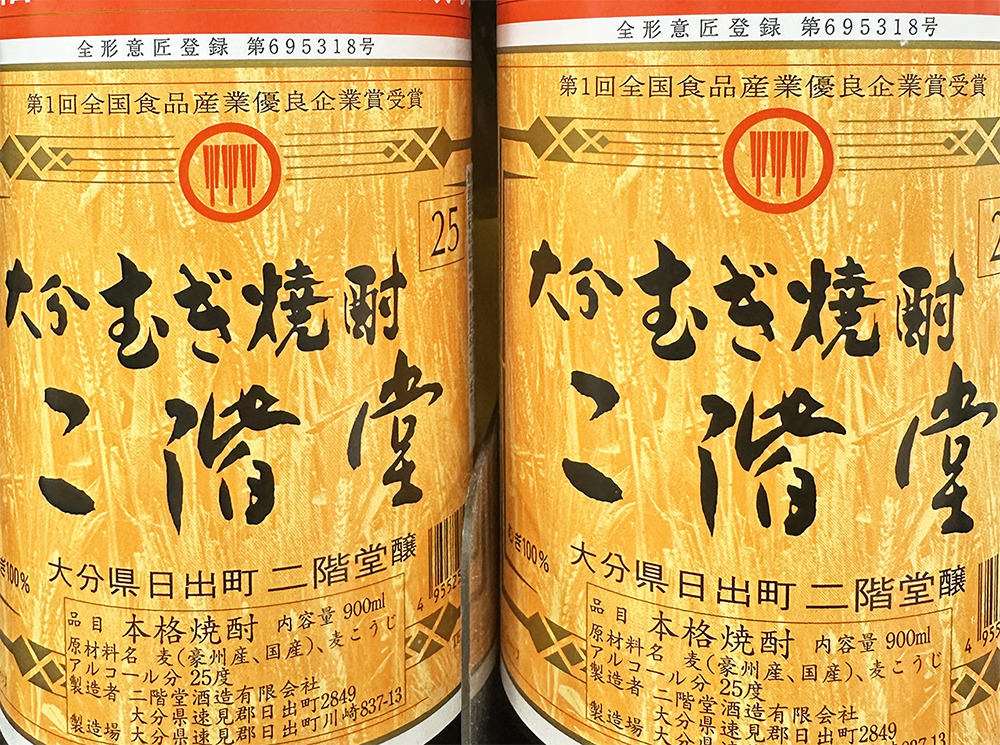 全形意匠登録 第695318号
第1回全国食品産業優良企業賞受賞
25
大分むぎ焼酎
二階堂
むぎ100%
大分県日出町 二階堂醸
品目 本格焼酎 内容量 900ml
原材料名 麦(豪州産、国産)、麦こうじ
アルコール分 25度
製造者 二階堂酒造有限会社
大分県速見郡日出町2849
製造場 大分県速見郡日出町川崎837-13
全形意匠登録 第695318号
第1回全国食品産業優良企業賞受賞
大分むぎ焼酎
二階堂
むぎ100%
大分県日出町 二階堂醸
品目 本格焼酎 内容量 900ml
原材料名 麦(豪州産、国産)、麦こうじ
アルコール分 25度
製造者 二階堂酒造有限会社
大分県速見郡日出町2849
製造場